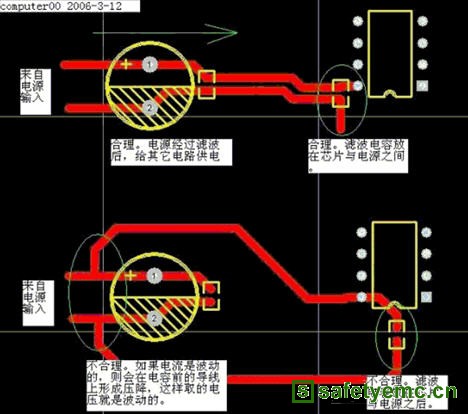 computer00 2006-3-12
来自
电源
输入
+
1
2
合理。电源经过滤波
后，给其它电路供电
合理。滤波电容放
在芯片与电源之间
。
来自
电源
输入
+
1
2
不合理。如果电流是波动
的，则会在电容前的导线
上形成压降，这样取的电
压就是波动的。
不合理。滤波
与电源之后。
S safetyemc.cn